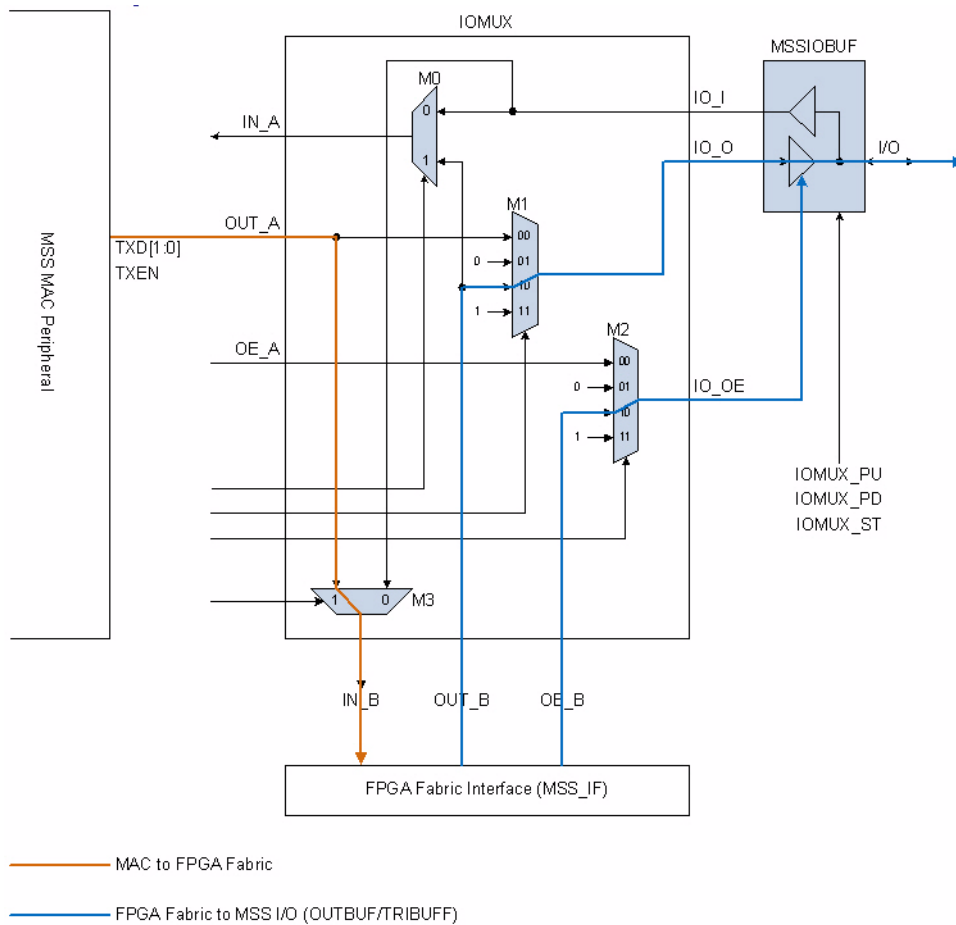 IOMUX
MSSIOBUF
M0
IO_I
0
IN_A
IO_O
I/O
1
M1
OUT_A
00
TXD[1:0]
0
01
TXEN
10
1
11
M2
MSS MAC Peripheral
OE_A
00
0
01
IO_OE
10
1
11
IOMUX_PU
IOMUX_PD
IOMUX_ST
1
0
M3
IN_B
OUT_B
OE_B
FPGA Fabric Interface (MSS_IF)
MAC to FPGA Fabric
FPGA Fabric to MSS I/O (OUTBUF/TRIBUFF)